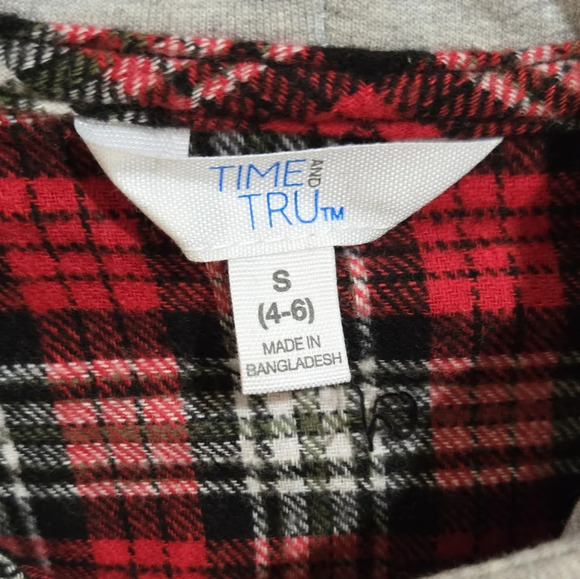 TIME AND
TRU™
S
(4-6)
MADE IN
BANGLADESH